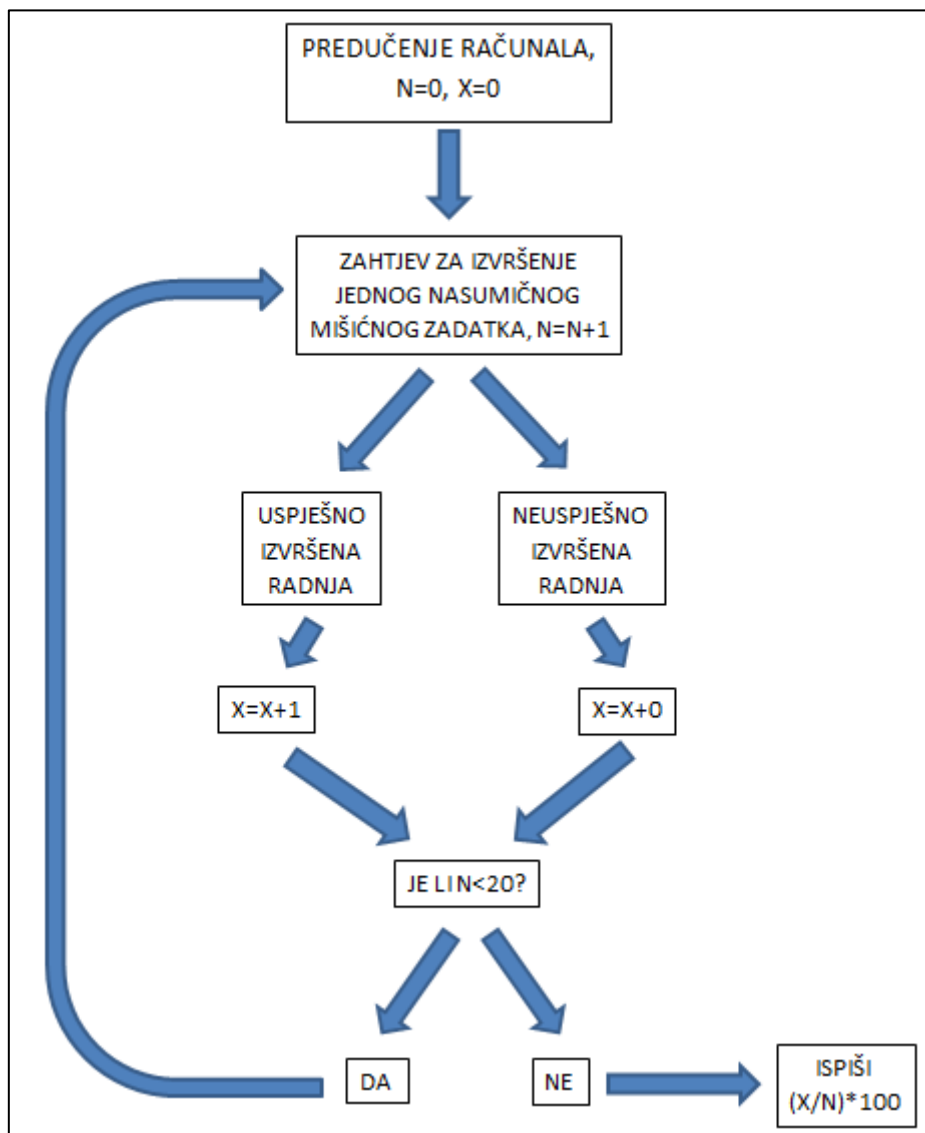 PREDUČENJE RAČUNALA,
N=0, X=0
ZAHTJEV ZA IZVRŠENJE
JEDNOG NASUMIČNOG
MIŠIĆNOG ZADATKA, N=N+1
USPJEŠNO
IZVRŠENA
RADNJA
NEUSPJEŠNO
IZVRŠENA
RADNJA
X=X+1
X=X+0
JE LI N<20?
DA
NE
ISPIŠI
(X/N)*100